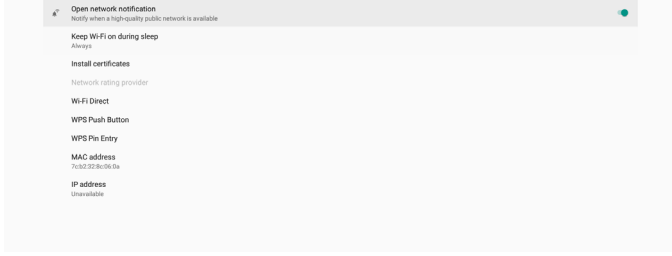 Open network notification
Notify when a high-quality public network is available
Keep Wi-Fi on during sleep
Always
Install certificates
Network rating provider
Wi-Fi Direct
WPS Push Button
WPS Pin Entry
MAC address
7c:b2:32:8c:06:0a
IP address
Unavailable